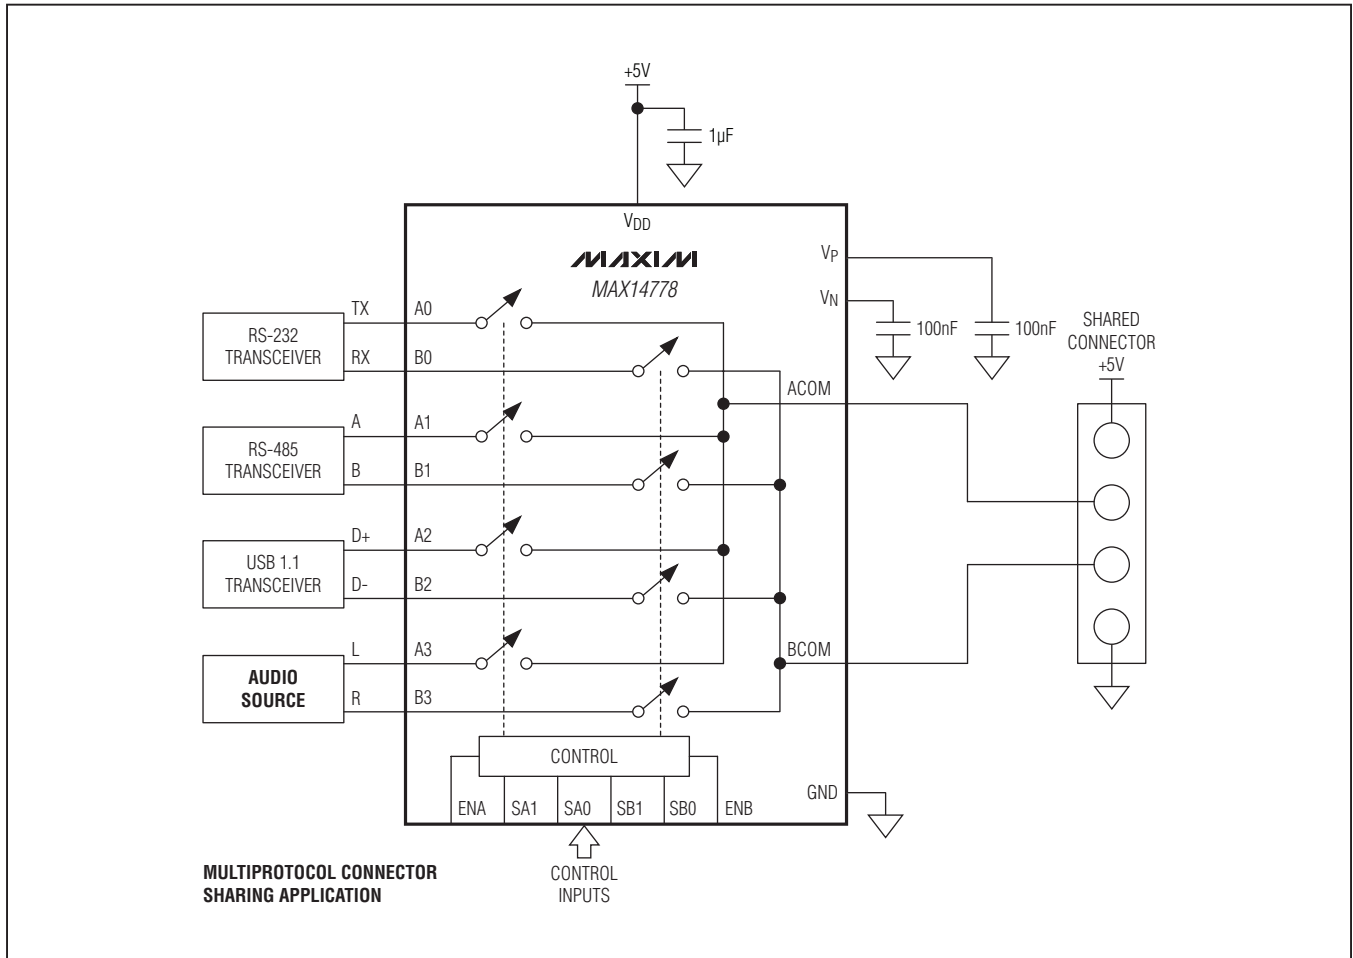 +5V
1µF
VDD
MAXIM
MAX14778
VP
VN
100nF
100nF
SHARED
CONNECTOR
+5V
RS-232
TRANSCEIVER
TX
RX
A0
B0
ACOM
RS-485
TRANSCEIVER
A
B
A1
B1
USB 1.1
TRANSCEIVER
D+
D-
A2
B2
AUDIO
SOURCE
L
R
A3
B3
BCOM
CONTROL
GND
ENA
SA1
SA0
SB1
SB0
ENB
CONTROL
INPUTS
MULTIPROTOCOL CONNECTOR
SHARING APPLICATION